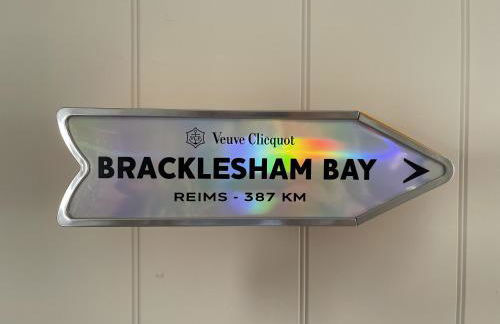 Veuve Clicquot
BRACKLESHAM BAY >
REIMS - 387 KM